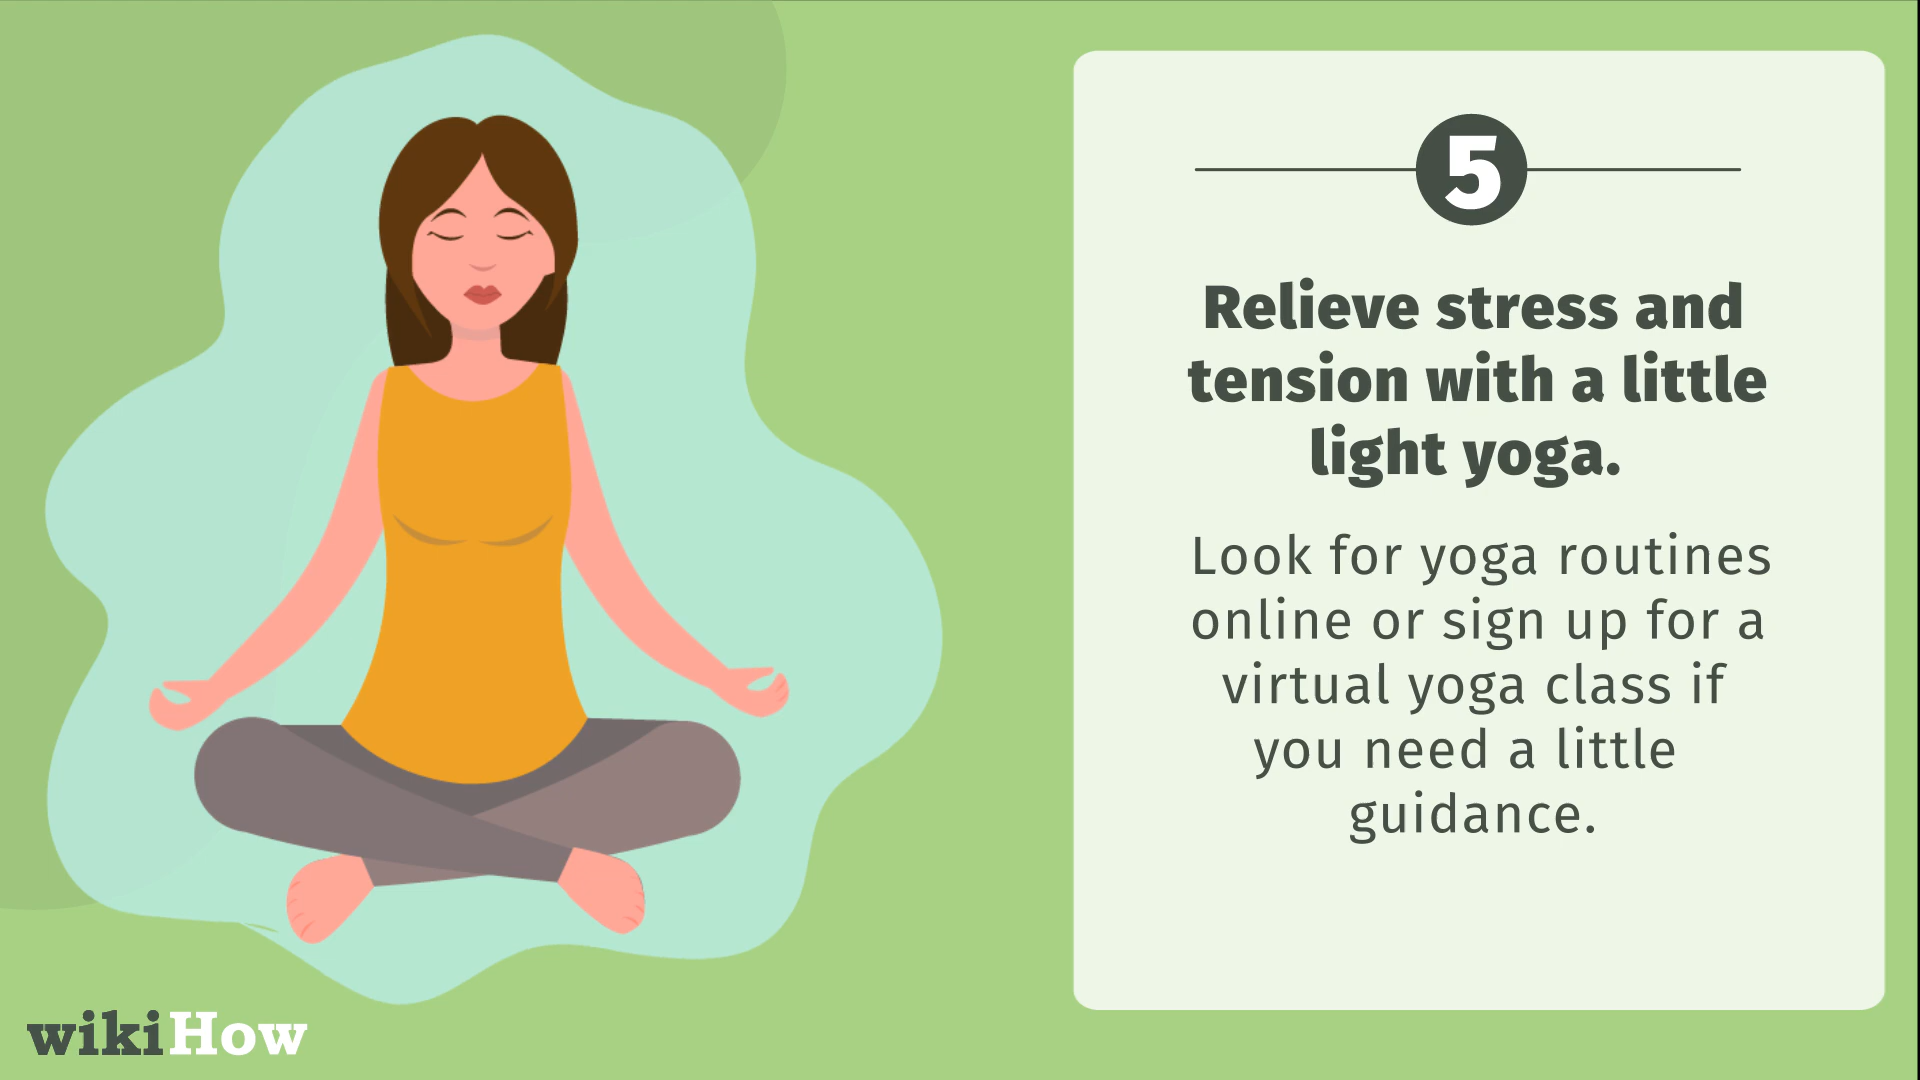 5
Relieve stress and
tension with a little
light yoga.
Look for yoga routines
online or sign up for a
virtual yoga class if
you need a little
guidance.
wikiHow